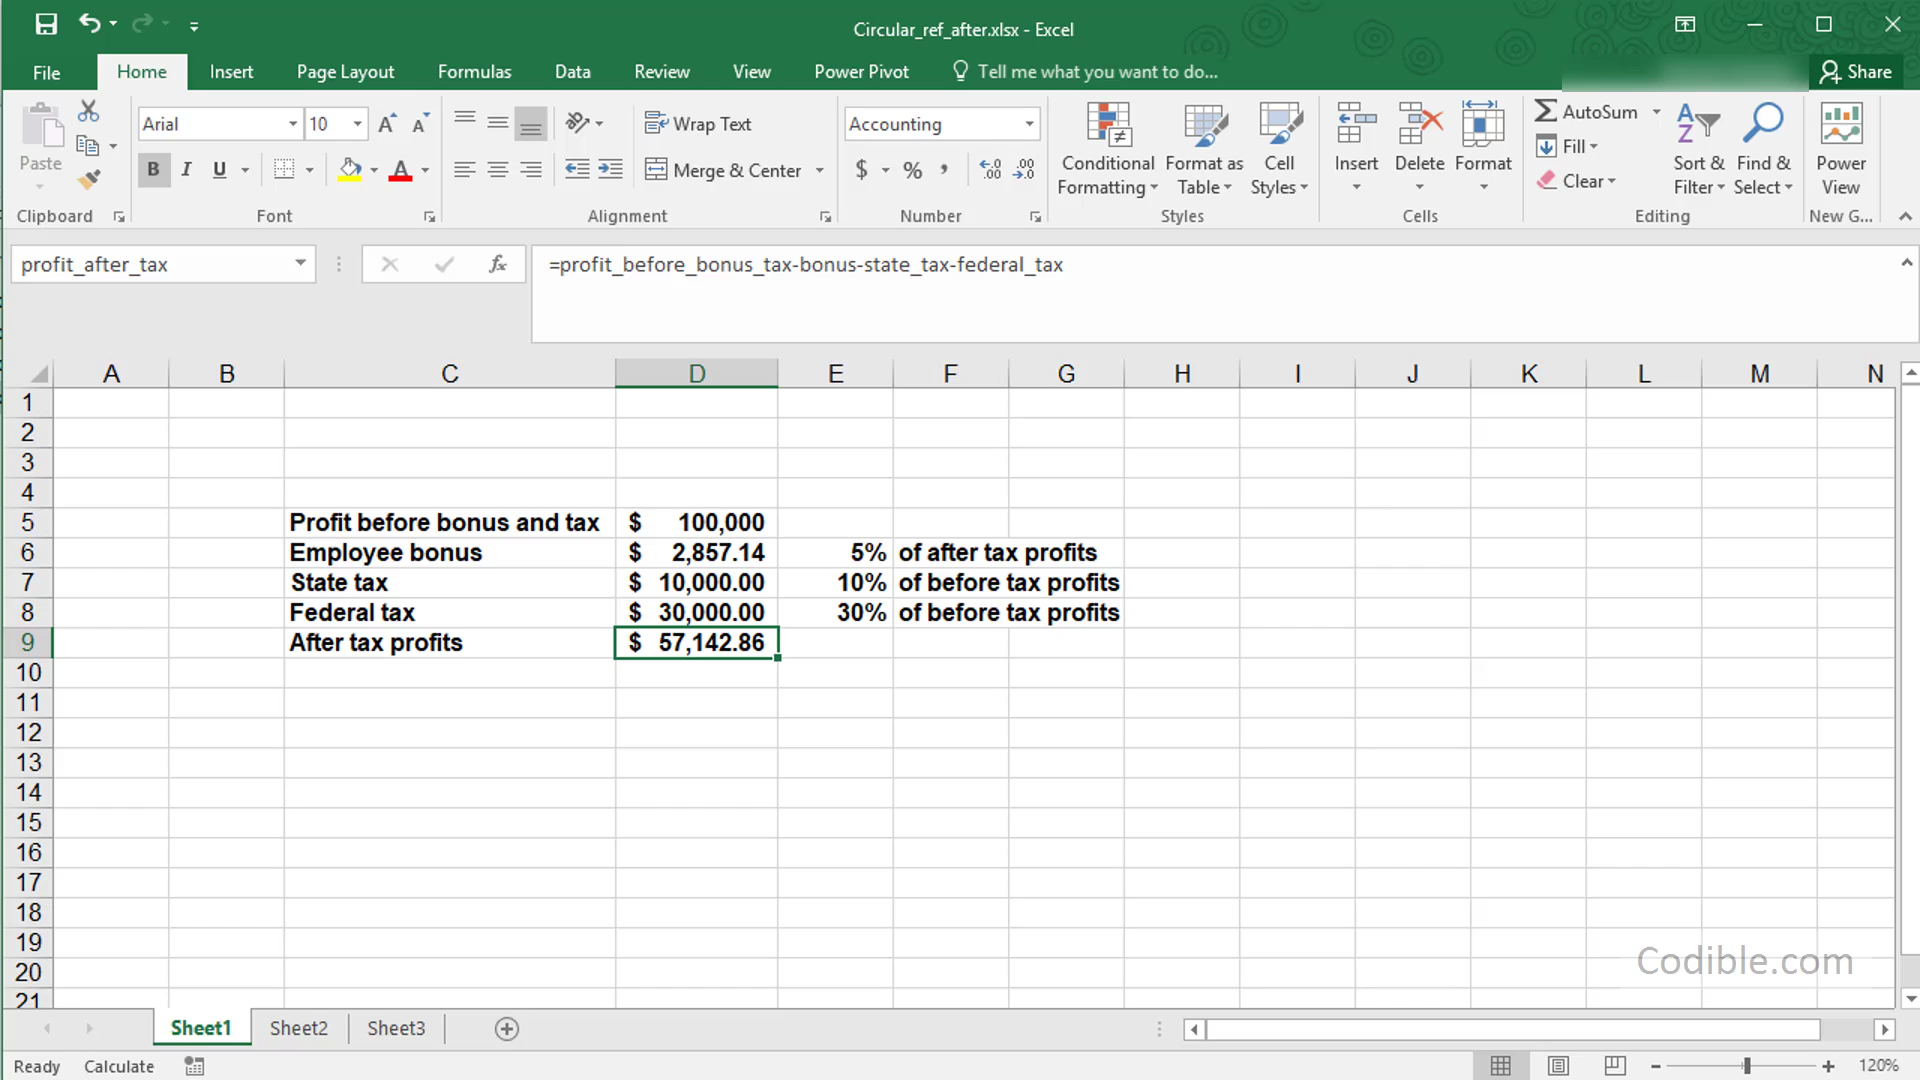 Circular_ref_after.xlsx - Excel
File Home Insert Page Layout Formulas Data Review View Power Pivot Tell me what you want to do... Share
Paste
Clipboard
Arial 10
B I U A
Font
Wrap Text
Merge & Center
Alignment
Accounting
$ % ,
Number
Conditional Formatting
Format as Table
Cell Styles
Styles
Insert Delete Format
Cells
AutoSum
Fill
Clear
Sort & Filter
Find & Select
Editing
Power View
New G...
profit_after_tax fx =profit_before_bonus_tax-bonus-state_tax-federal_tax
A B C D E F G H I J K L M N
1
2
3
4
5 Profit before bonus and tax $ 100,000
6 Employee bonus $ 2,857.14 5% of after tax profits
7 State tax $ 10,000.00 10% of before tax profits
8 Federal tax $ 30,000.00 30% of before tax profits
9 After tax profits $ 57,142.86
10
11
12
13
14
15
16
17
18
19
20
21
Codible.com
Sheet1 Sheet2 Sheet3
Ready Calculate 120%